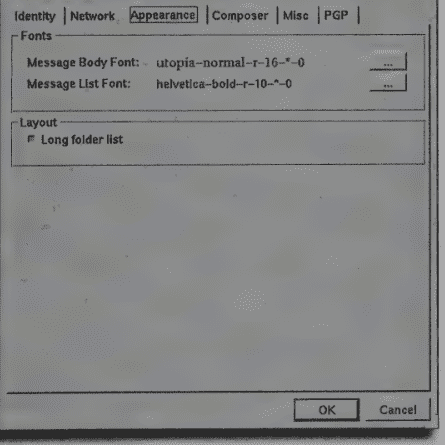 Identity Network Appearance Composer Misc PGP
Fonts
Message Body Font: utopia-normal-r-16-*-0 ...
Message List Font: helvetica-bold-r-10-*-0 ...
Layout
Long folder list
OK Cancel